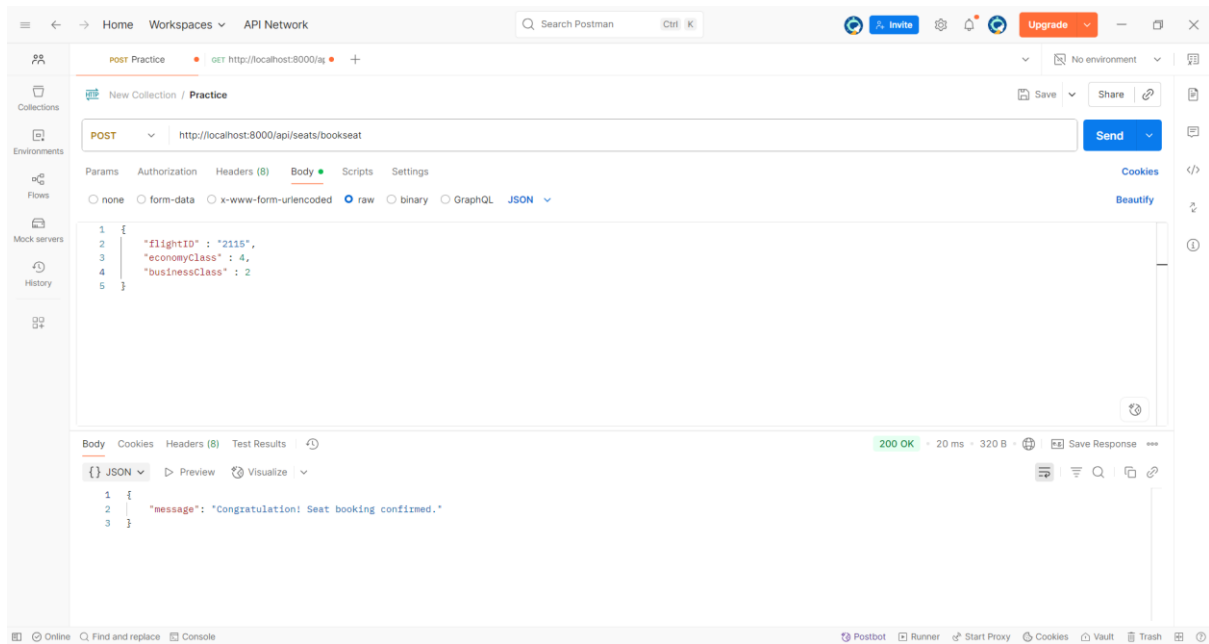 Home Workspaces API Network Search Postman Ctrl K Invite Upgrade
POST Practice GET http://localhost:8000/ap No environment
New Collection / Practice Save Share
Collections
POST http://localhost:8000/api/seats/bookseat Send
Environments
Params Authorization Headers (8) Body Scripts Settings Cookies
Flows
none form-data x-www-form-urlencoded raw binary GraphQL JSON Beautify
Mock servers
History
1 {
2 "flightID" : "2115",
3 "economyClass" : 4,
4 "businessClass" : 2
5 }
Body Cookies Headers (8) Test Results 200 OK 20 ms 320 B Save Response
{} JSON Preview Visualize
1 {
2 "message": "Congratulation! Seat booking confirmed."
3 }
Online Find and replace Console Postbot Runner Start Proxy Cookies Vault Trash